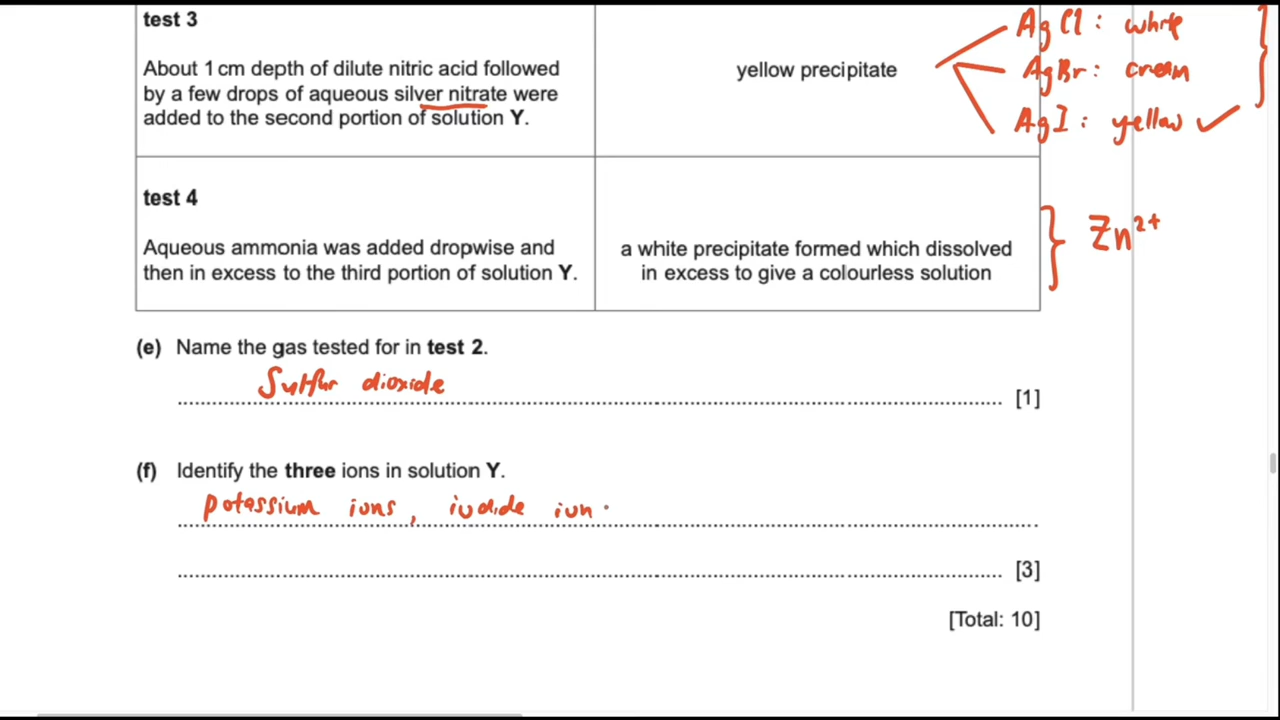 test 3
AgCl : white
About 1 cm depth of dilute nitric acid followed
by a few drops of aqueous silver nitrate were
added to the second portion of solution Y.
yellow precipitate
AgBr : cream
AgI : yellow ✓
test 4
Aqueous ammonia was added dropwise and
then in excess to the third portion of solution Y.
a white precipitate formed which dissolved
in excess to give a colourless solution
Zn²⁺
(e) Name the gas tested for in test 2.
Sulfur dioxide
[1]
(f) Identify the three ions in solution Y.
potassium ions, iodide ion
[3]
[Total: 10]